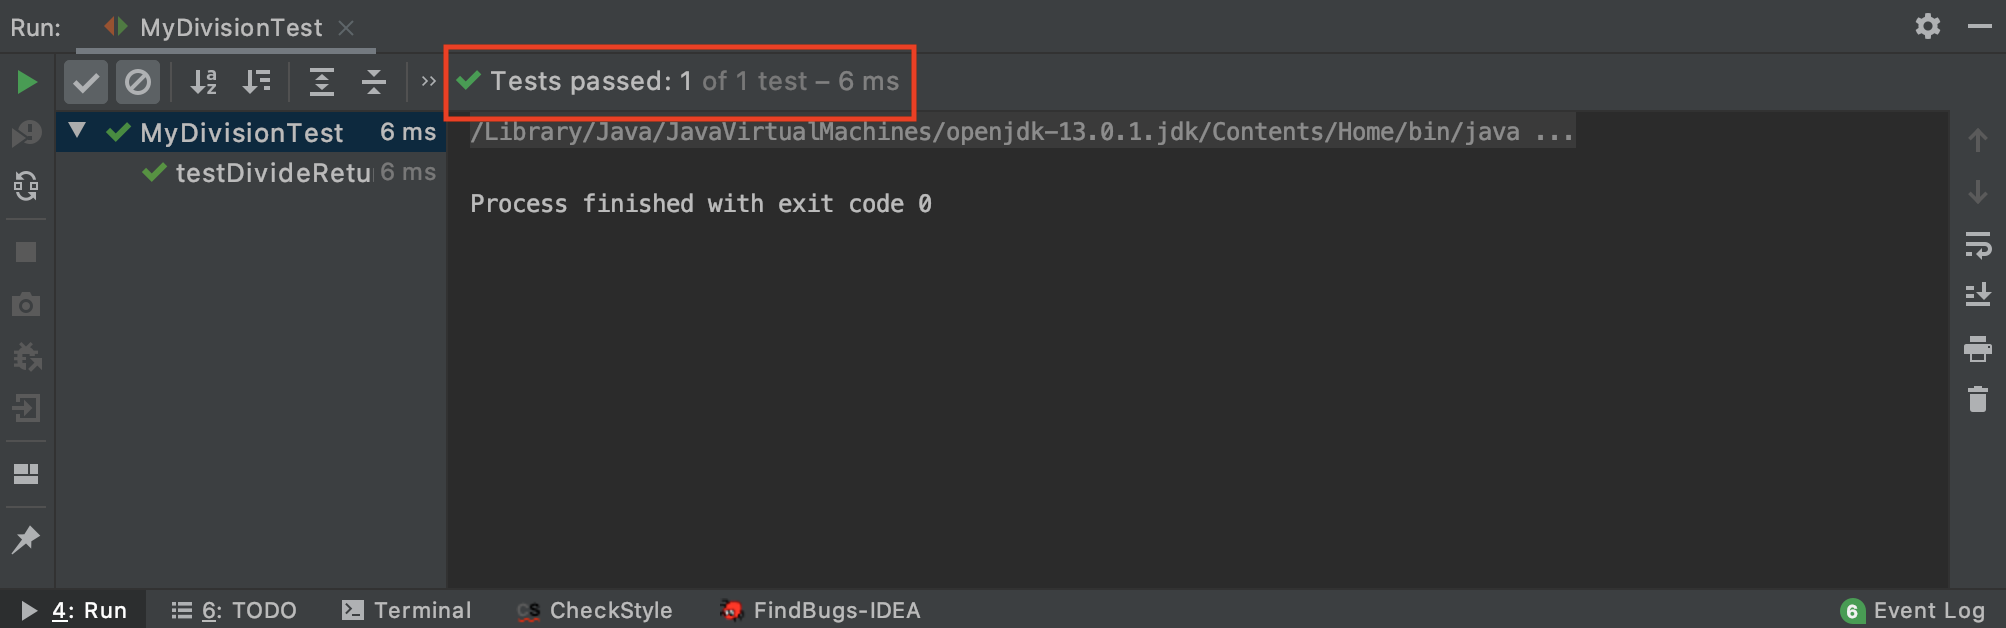 Run: MyDivisionTest
Tests passed: 1 of 1 test – 6 ms
MyDivisionTest 6 ms
testDivideRetu 6 ms
/Library/Java/JavaVirtualMachines/openjdk-13.0.1.jdk/Contents/Home/bin/java ...
Process finished with exit code 0
4: Run 6: TODO Terminal CS CheckStyle FindBugs-IDEA 6 Event Log